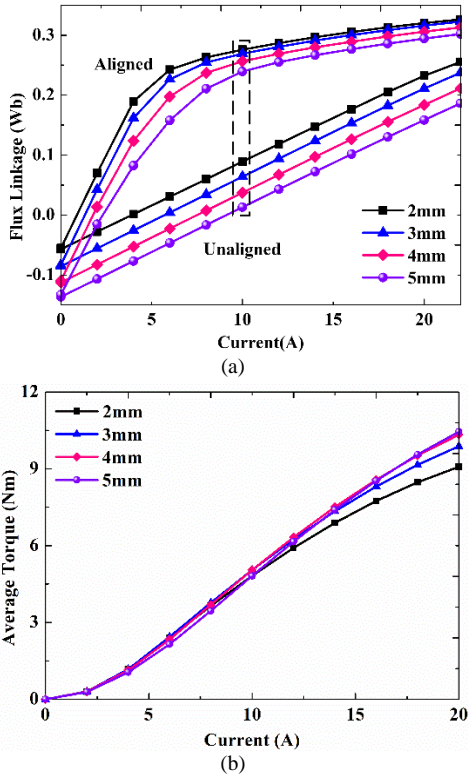 Flux Linkage (Wb)
0.3
0.2
0.1
0.0
-0.1
Aligned
Unaligned
2mm
3mm
4mm
5mm
0 5 10 15 20
Current(A)
(a)
Average Torque (Nm)
12
9
6
3
0
2mm
3mm
4mm
5mm
0 5 10 15 20
Current (A)
(b)